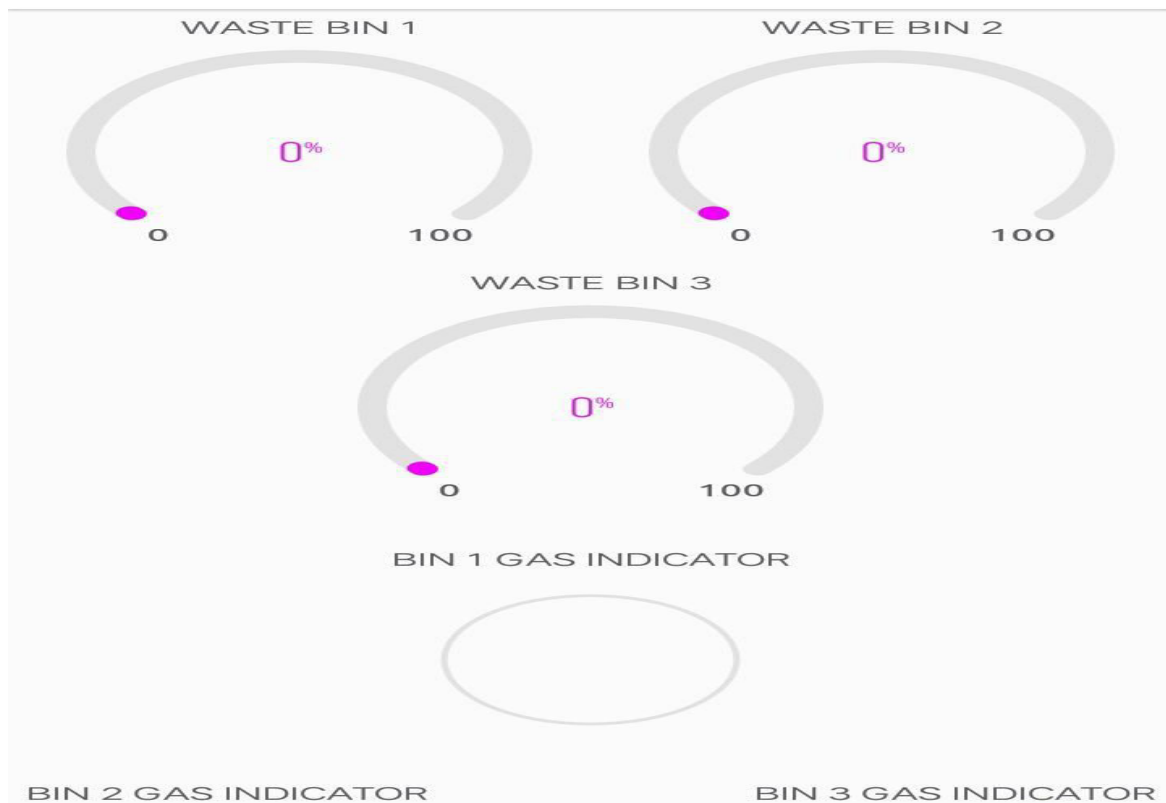 WASTE BIN 1
WASTE BIN 2
0%
0%
0
100
0
100
WASTE BIN 3
0%
0
100
BIN 1 GAS INDICATOR
BIN 2 GAS INDICATOR
BIN 3 GAS INDICATOR